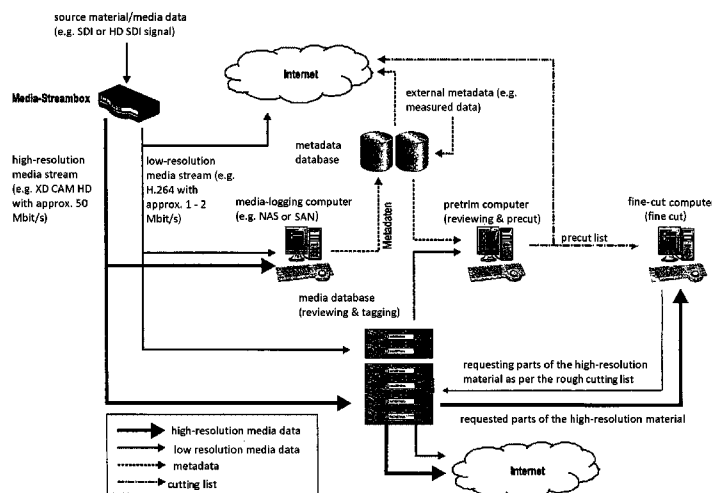 source material/media data
(e.g. SDI or HD SDI signal)
Internet
Media-Streambox
external metadata (e.g.
measured data)
metadata
database
high-resolution
media stream
(e.g. XD CAM HD
with approx. 50
Mbit/s)
low-resolution
media stream (e.g.
H.264 with
approx. 1 - 2
Mbit/s)
media-logging computer
(e.g. NAS or SAN)
Metadaten
pretrim computer
(reviewing & precut)
fine-cut computer
(fine cut)
precut list
media database
(reviewing & tagging)
requesting parts of the high-resolution
material as per the rough cutting list
requested parts of the high-resolution material
high-resolution media data
low resolution media data
metadata
cutting list
Internet